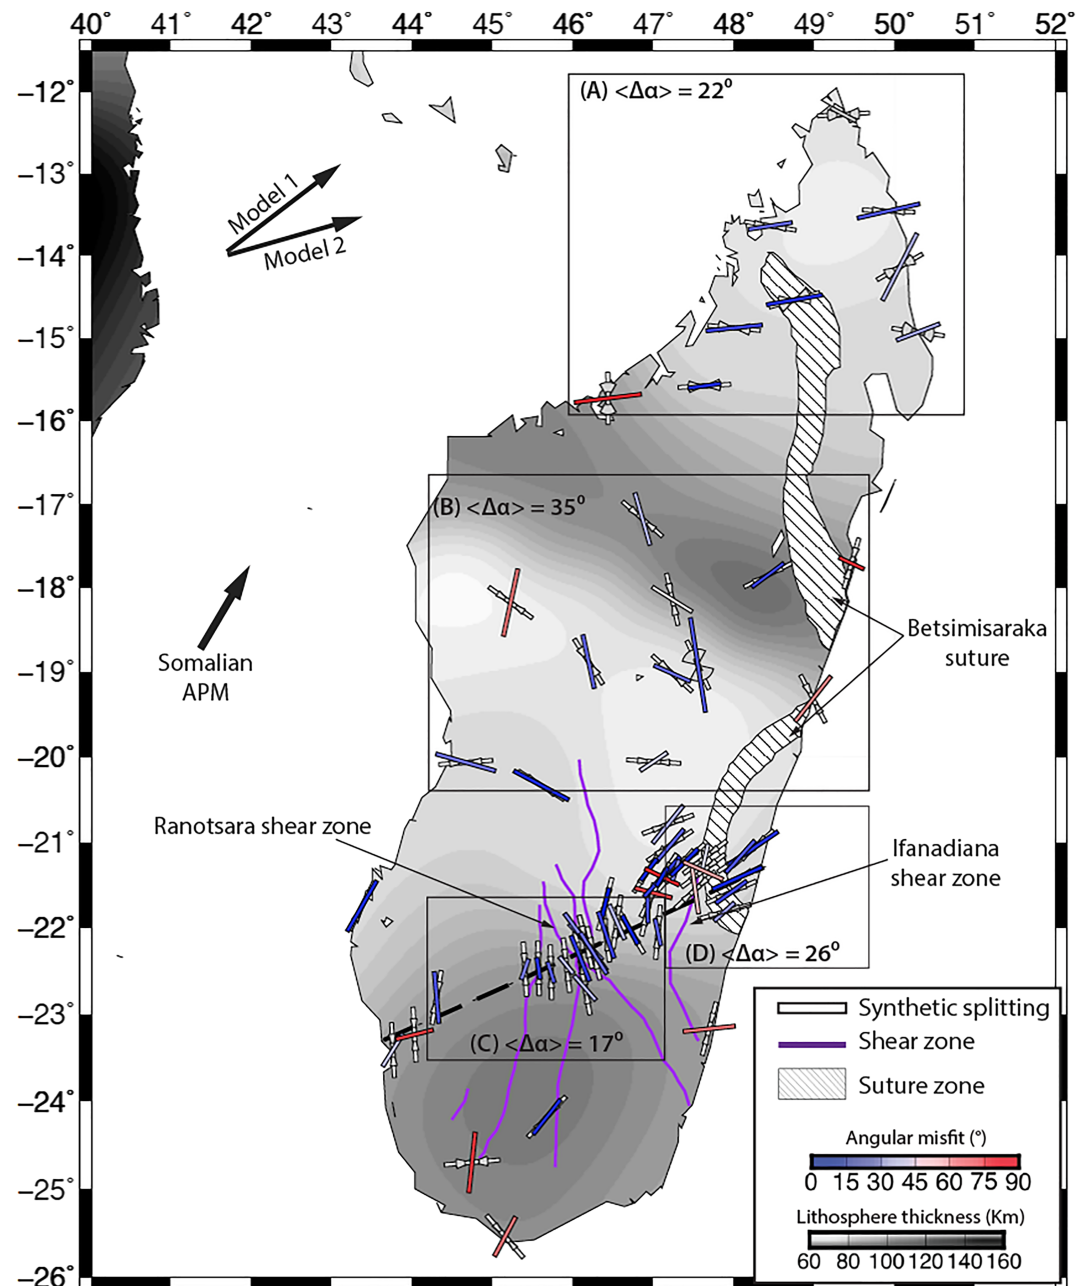 40° 41° 42° 43° 44° 45° 46° 47° 48° 49° 50° 51° 52°
−12°
−13°
−14°
−15°
−16°
−17°
−18°
−19°
−20°
−21°
−22°
−23°
−24°
−25°
−26°
(A) <Δα> = 22°
Model 1
Model 2
(B) <Δα> = 35°
Somalian
APM
Betsimisaraka
suture
Ranotsara shear zone
Ifanadiana
shear zone
(D) <Δα> = 26°
(C) <Δα> = 17°
Synthetic splitting
Shear zone
Suture zone
Angular misfit (°)
0 15 30 45 60 75 90
Lithosphere thickness (Km)
60 80 100 120 140 160